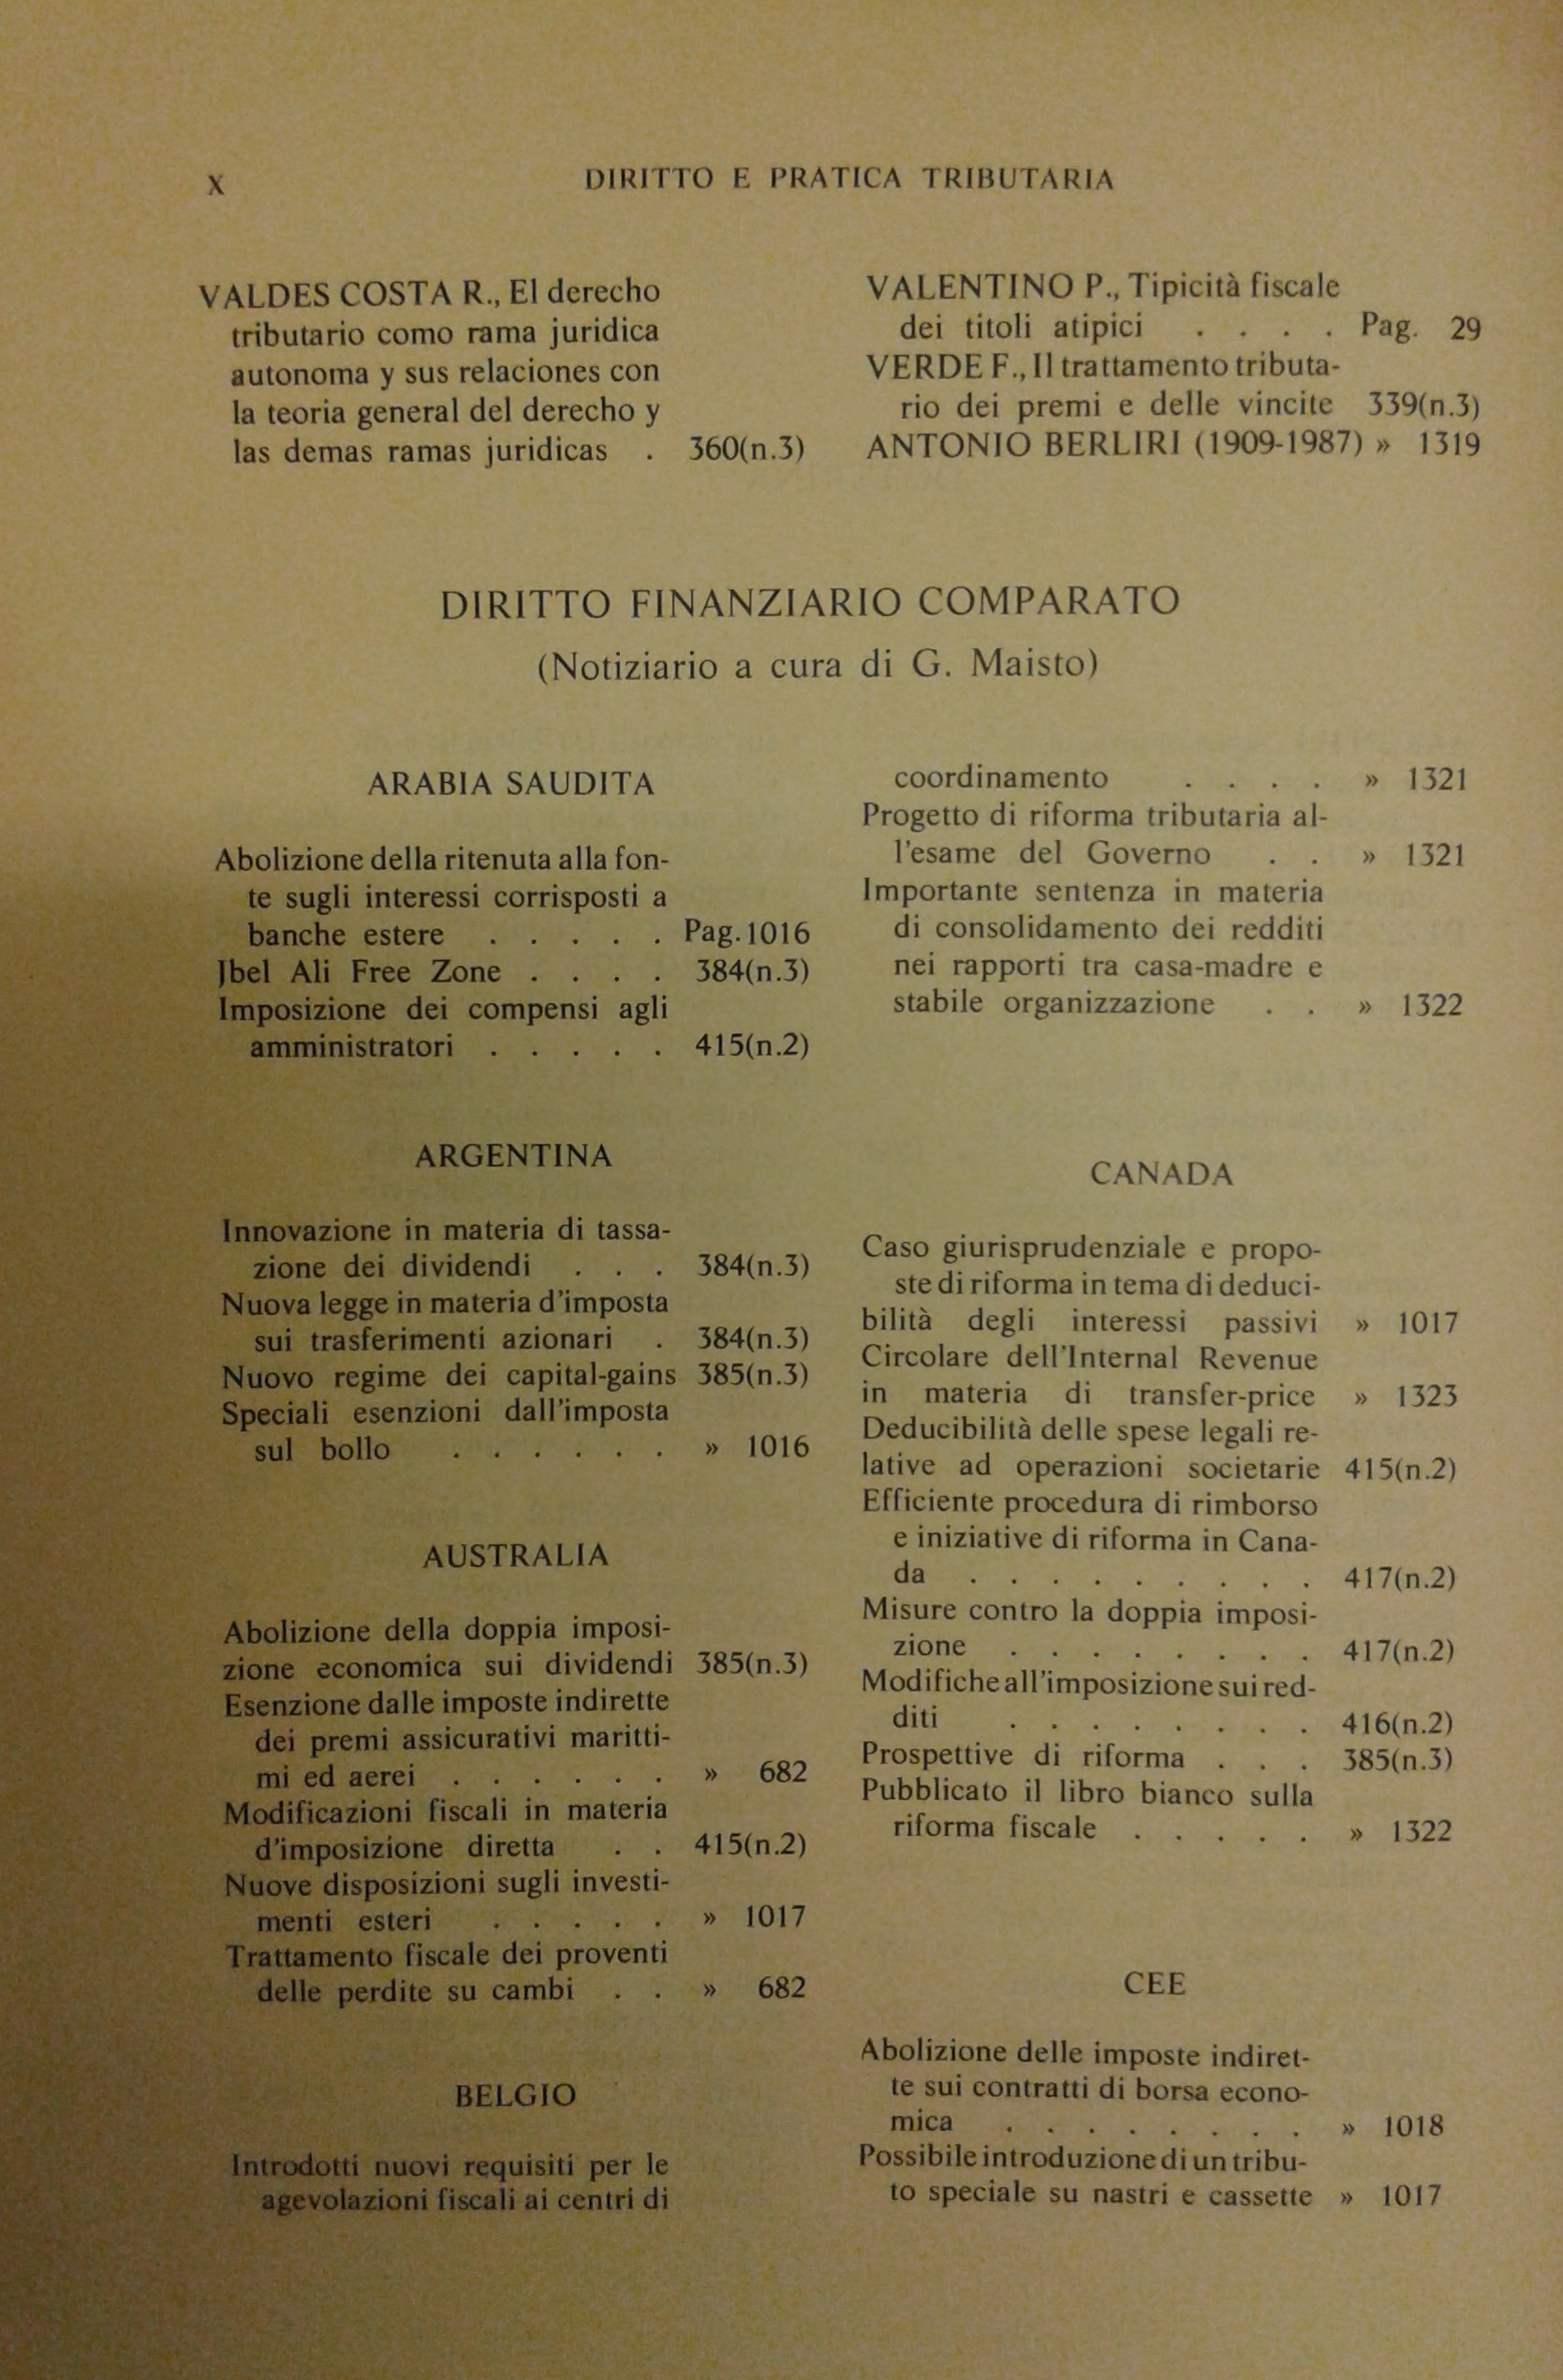 X
DIRITTO E PRATICA TRIBUTARIA
VALDES COSTA R., El derecho
tributario como rama juridica
autonoma y sus relaciones con
la teoria general del derecho y
las demas ramas juridicas . 360(n.3)
VALENTINO P., Tipicità fiscale
dei titoli atipici . . . . Pag. 29
VERDE F., Il trattamento tributa-
rio dei premi e delle vincite 339(n.3)
ANTONIO BERLIRI (1909-1987) » 1319
DIRITTO FINANZIARIO COMPARATO
(Notiziario a cura di G. Maisto)
ARABIA SAUDITA
Abolizione della ritenuta alla fon-
te sugli interessi corrisposti a
banche estere . . . . . Pag. 1016
Jbel Ali Free Zone . . . . 384(n.3)
Imposizione dei compensi agli
amministratori . . . . . 415(n.2)
ARGENTINA
Innovazione in materia di tassa-
zione dei dividendi . . . 384(n.3)
Nuova legge in materia d'imposta
sui trasferimenti azionari . 384(n.3)
Nuovo regime dei capital-gains 385(n.3)
Speciali esenzioni dall'imposta
sul bollo . . . . . . » 1016
AUSTRALIA
Abolizione della doppia imposi-
zione economica sui dividendi 385(n.3)
Esenzione dalle imposte indirette
dei premi assicurativi maritti-
mi ed aerei . . . . . . » 682
Modificazioni fiscali in materia
d'imposizione diretta . . 415(n.2)
Nuove disposizioni sugli investi-
menti esteri . . . . . » 1017
Trattamento fiscale dei proventi
delle perdite su cambi . . » 682
BELGIO
Introdotti nuovi requisiti per le
agevolazioni fiscali ai centri di
coordinamento . . . . » 1321
Progetto di riforma tributaria al-
l'esame del Governo . . » 1321
Importante sentenza in materia
di consolidamento dei redditi
nei rapporti tra casa-madre e
stabile organizzazione . . » 1322
CANADA
Caso giurisprudenziale e propo-
ste di riforma in tema di deduci-
bilità degli interessi passivi » 1017
Circolare dell'Internal Revenue
in materia di transfer-price » 1323
Deducibilità delle spese legali re-
lative ad operazioni societarie 415(n.2)
Efficiente procedura di rimborso
e iniziative di riforma in Cana-
da . . . . . . . . . 417(n.2)
Misure contro la doppia imposi-
zione . . . . . . . . 417(n.2)
Modifiche all'imposizione sui red-
diti . . . . . . . . 416(n.2)
Prospettive di riforma . . . 385(n.3)
Pubblicato il libro bianco sulla
riforma fiscale . . . . . » 1322
CEE
Abolizione delle imposte indiret-
te sui contratti di borsa econo-
mica . . . . . . . . » 1018
Possibile introduzione di un tribu-
to speciale su nastri e cassette » 1017